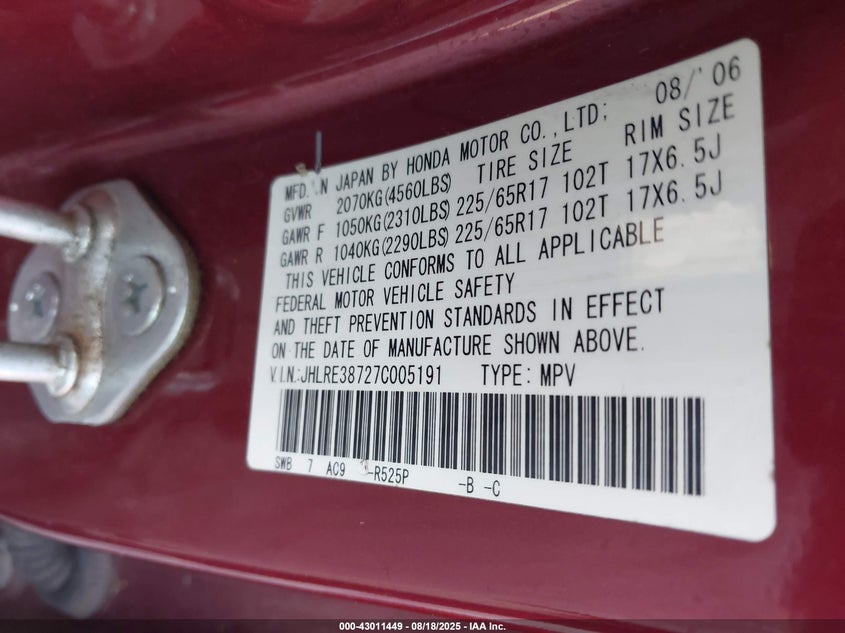 MFD. IN JAPAN BY HONDA MOTOR CO.,LTD; 08/'06
GVWR 2070KG(4560LBS) TIRE SIZE RIM SIZE
GAWR F 1050KG(2310LBS) 225/65R17 102T 17X6.5J
GAWR R 1040KG(2290LBS) 225/65R17 102T 17X6.5J
THIS VEHICLE CONFORMS TO ALL APPLICABLE
FEDERAL MOTOR VEHICLE SAFETY
AND THEFT PREVENTION STANDARDS IN EFFECT
ON THE DATE OF MANUFACTURE SHOWN ABOVE.
V.I.N.:JHLRE38727C005191 TYPE: MPV
SWB 7 AC9 -R525P -B -C
000-43011449 - 08/18/2025 - IAA Inc.